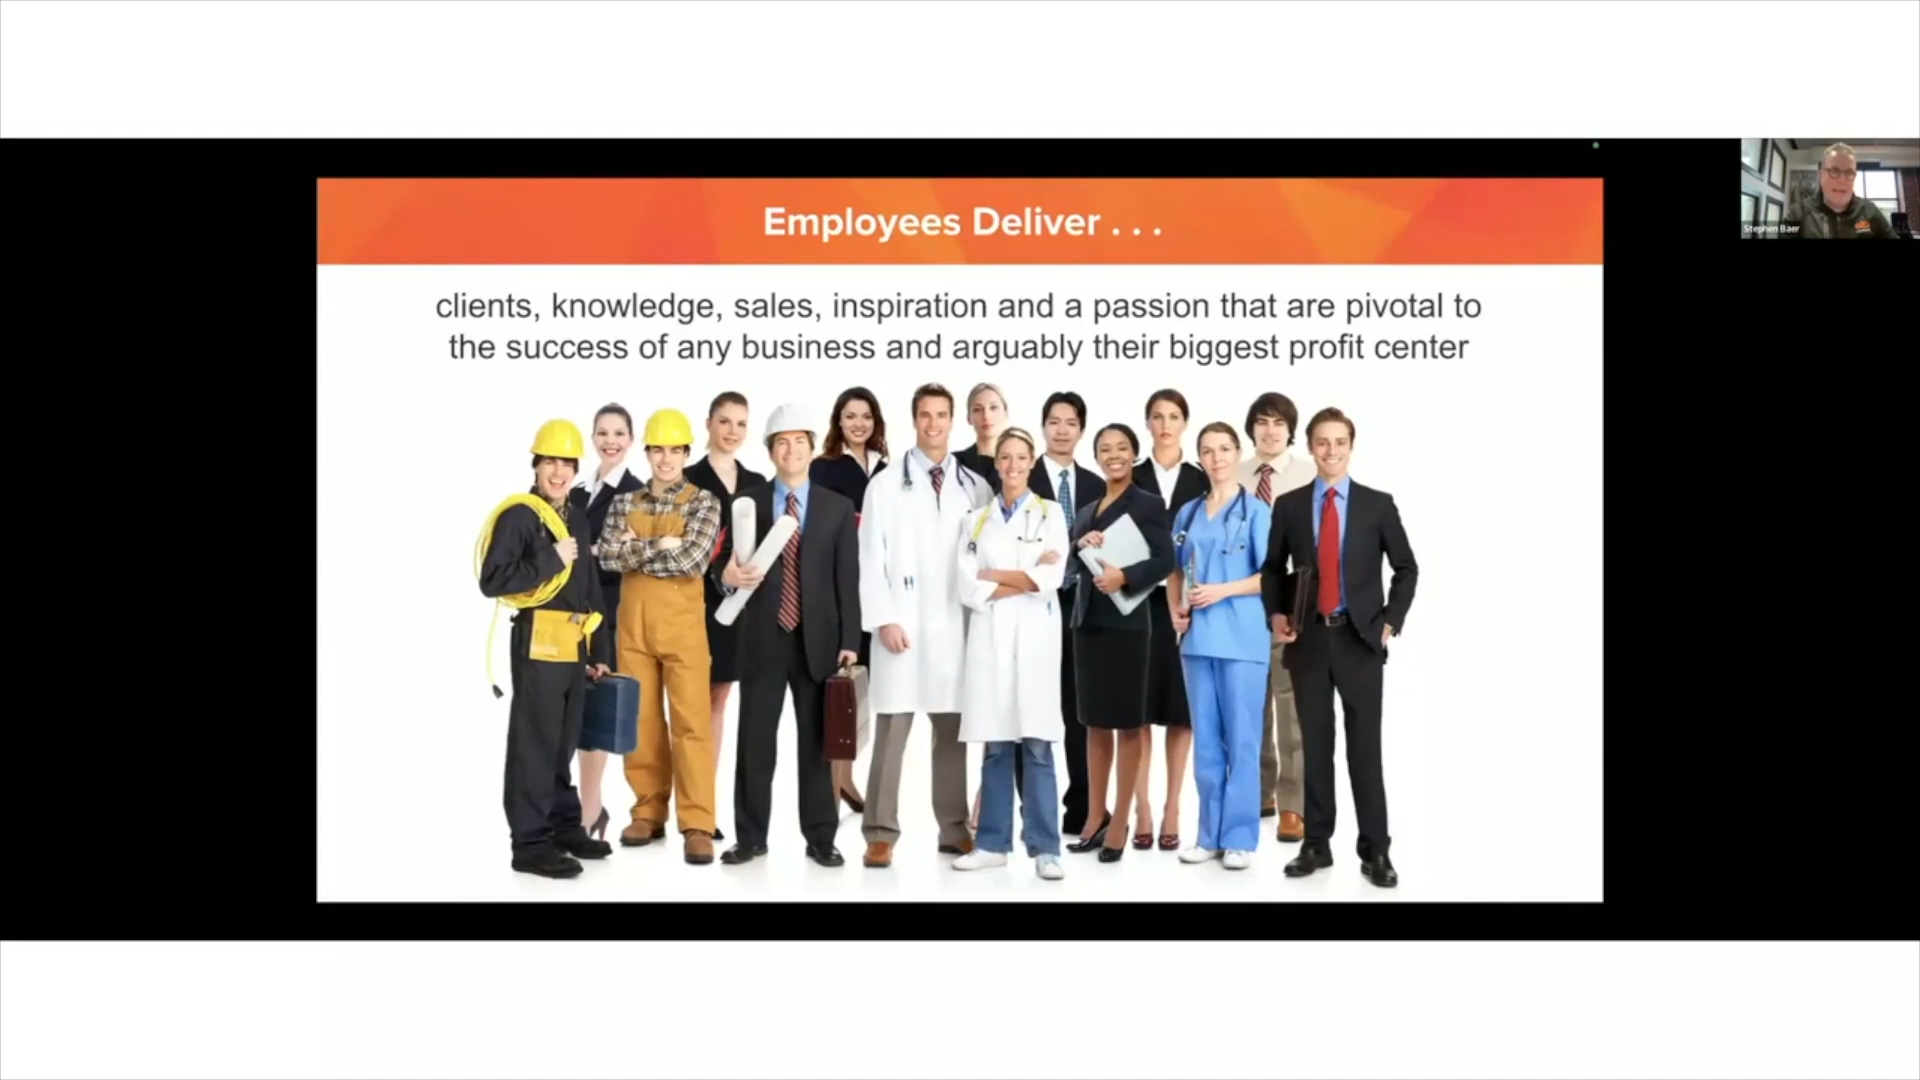 Employees Deliver . . .
clients, knowledge, sales, inspiration and a passion that are pivotal to
the success of any business and arguably their biggest profit center
Stephen Baer